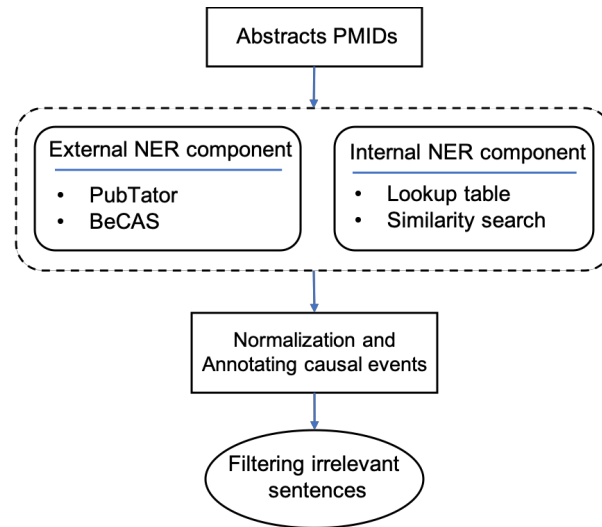 Abstracts PMIDs
External NER component
• PubTator
• BeCAS
Internal NER component
• Lookup table
• Similarity search
Normalization and
Annotating causal events
Filtering irrelevant
sentences